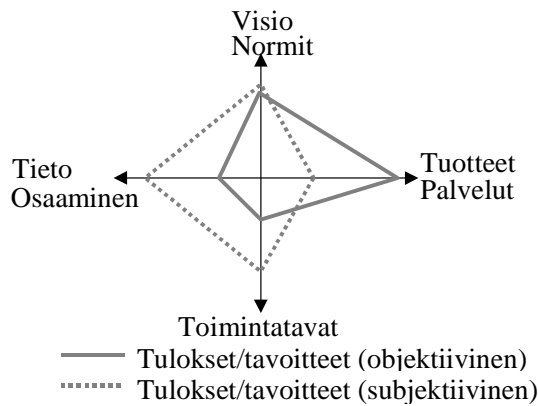 Visio
Normit
Tieto
Osaaminen
Tuotteet
Palvelut
Toimintatavat
Tulokset/tavoitteet (objektiivinen)
Tulokset/tavoitteet (subjektiivinen)